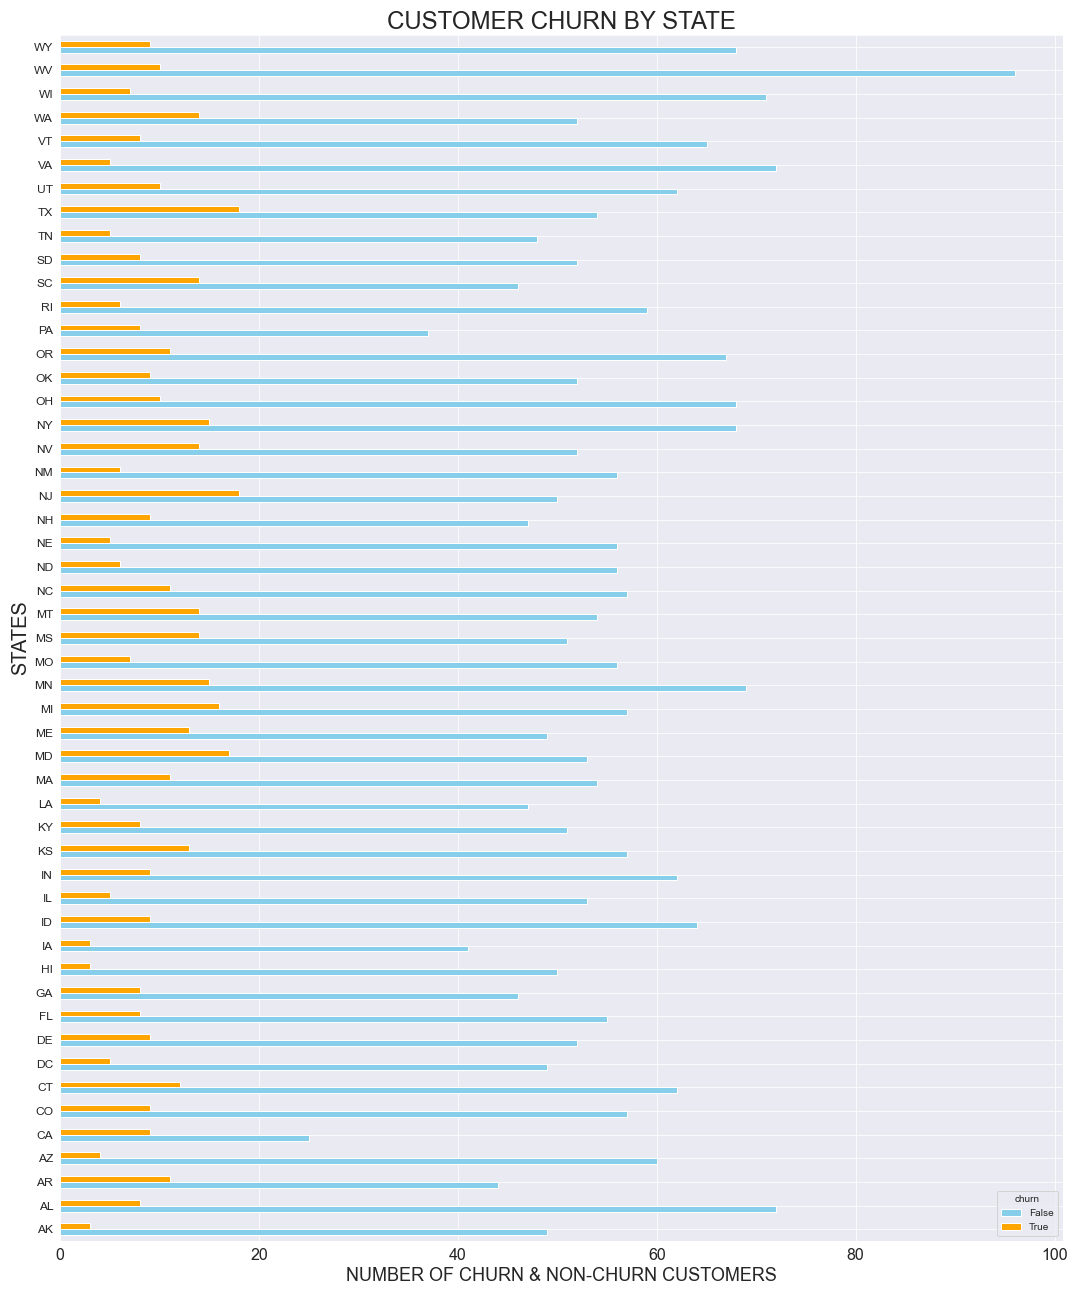 CUSTOMER CHURN BY STATE
WY
WV
WI
WA
VT
VA
UT
TX
TN
SD
SC
RI
PA
OR
OK
OH
NY
NV
NM
NJ
NH
NE
ND
NC
MT
MS
MO
MN
MI
ME
MD
MA
LA
KY
KS
IN
IL
ID
IA
HI
GA
FL
DE
DC
CT
CO
CA
AZ
AR
AL
AK
STATES
churn
False
True
0 20 40 60 80 100
NUMBER OF CHURN & NON-CHURN CUSTOMERS